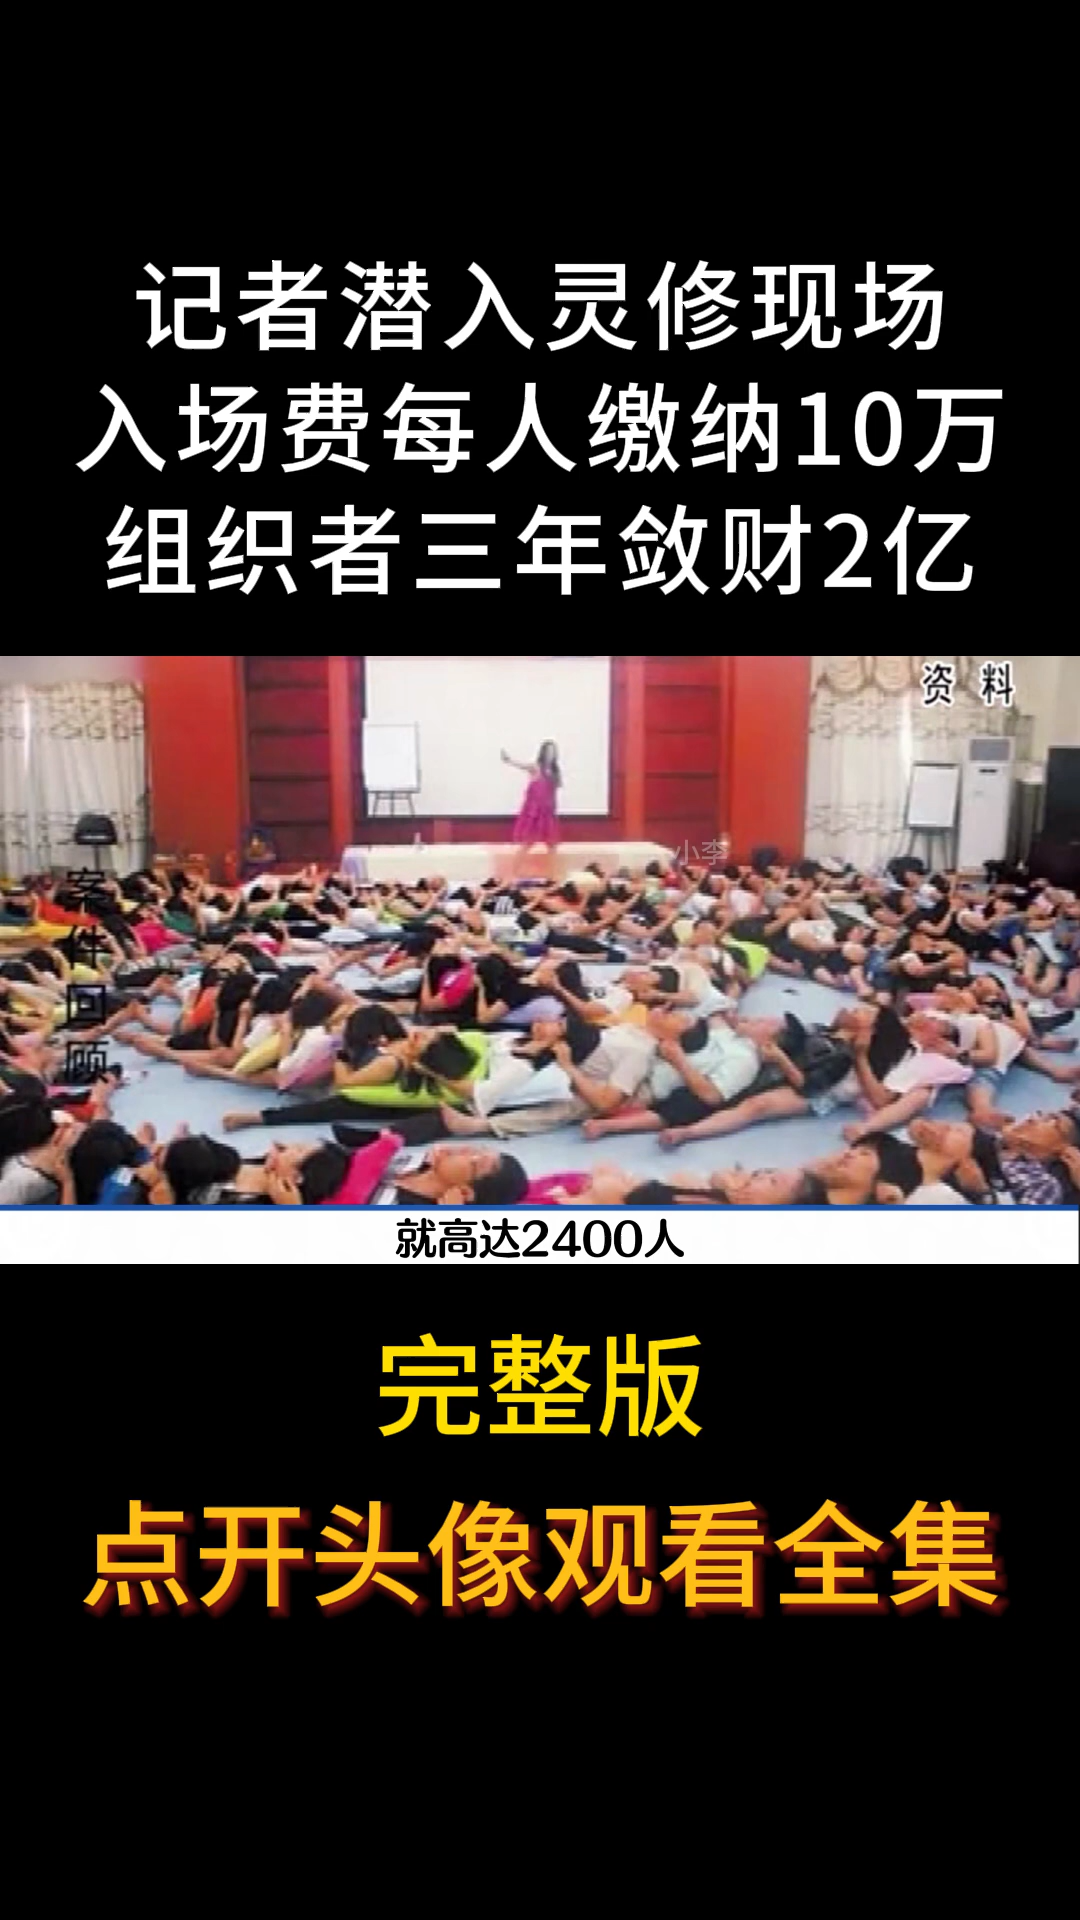 记者潜入灵修现场
入场费每人缴纳10万
组织者三年敛财2亿
资料
小李
案件回顾
就高达2400人
完整版
点开头像观看全集